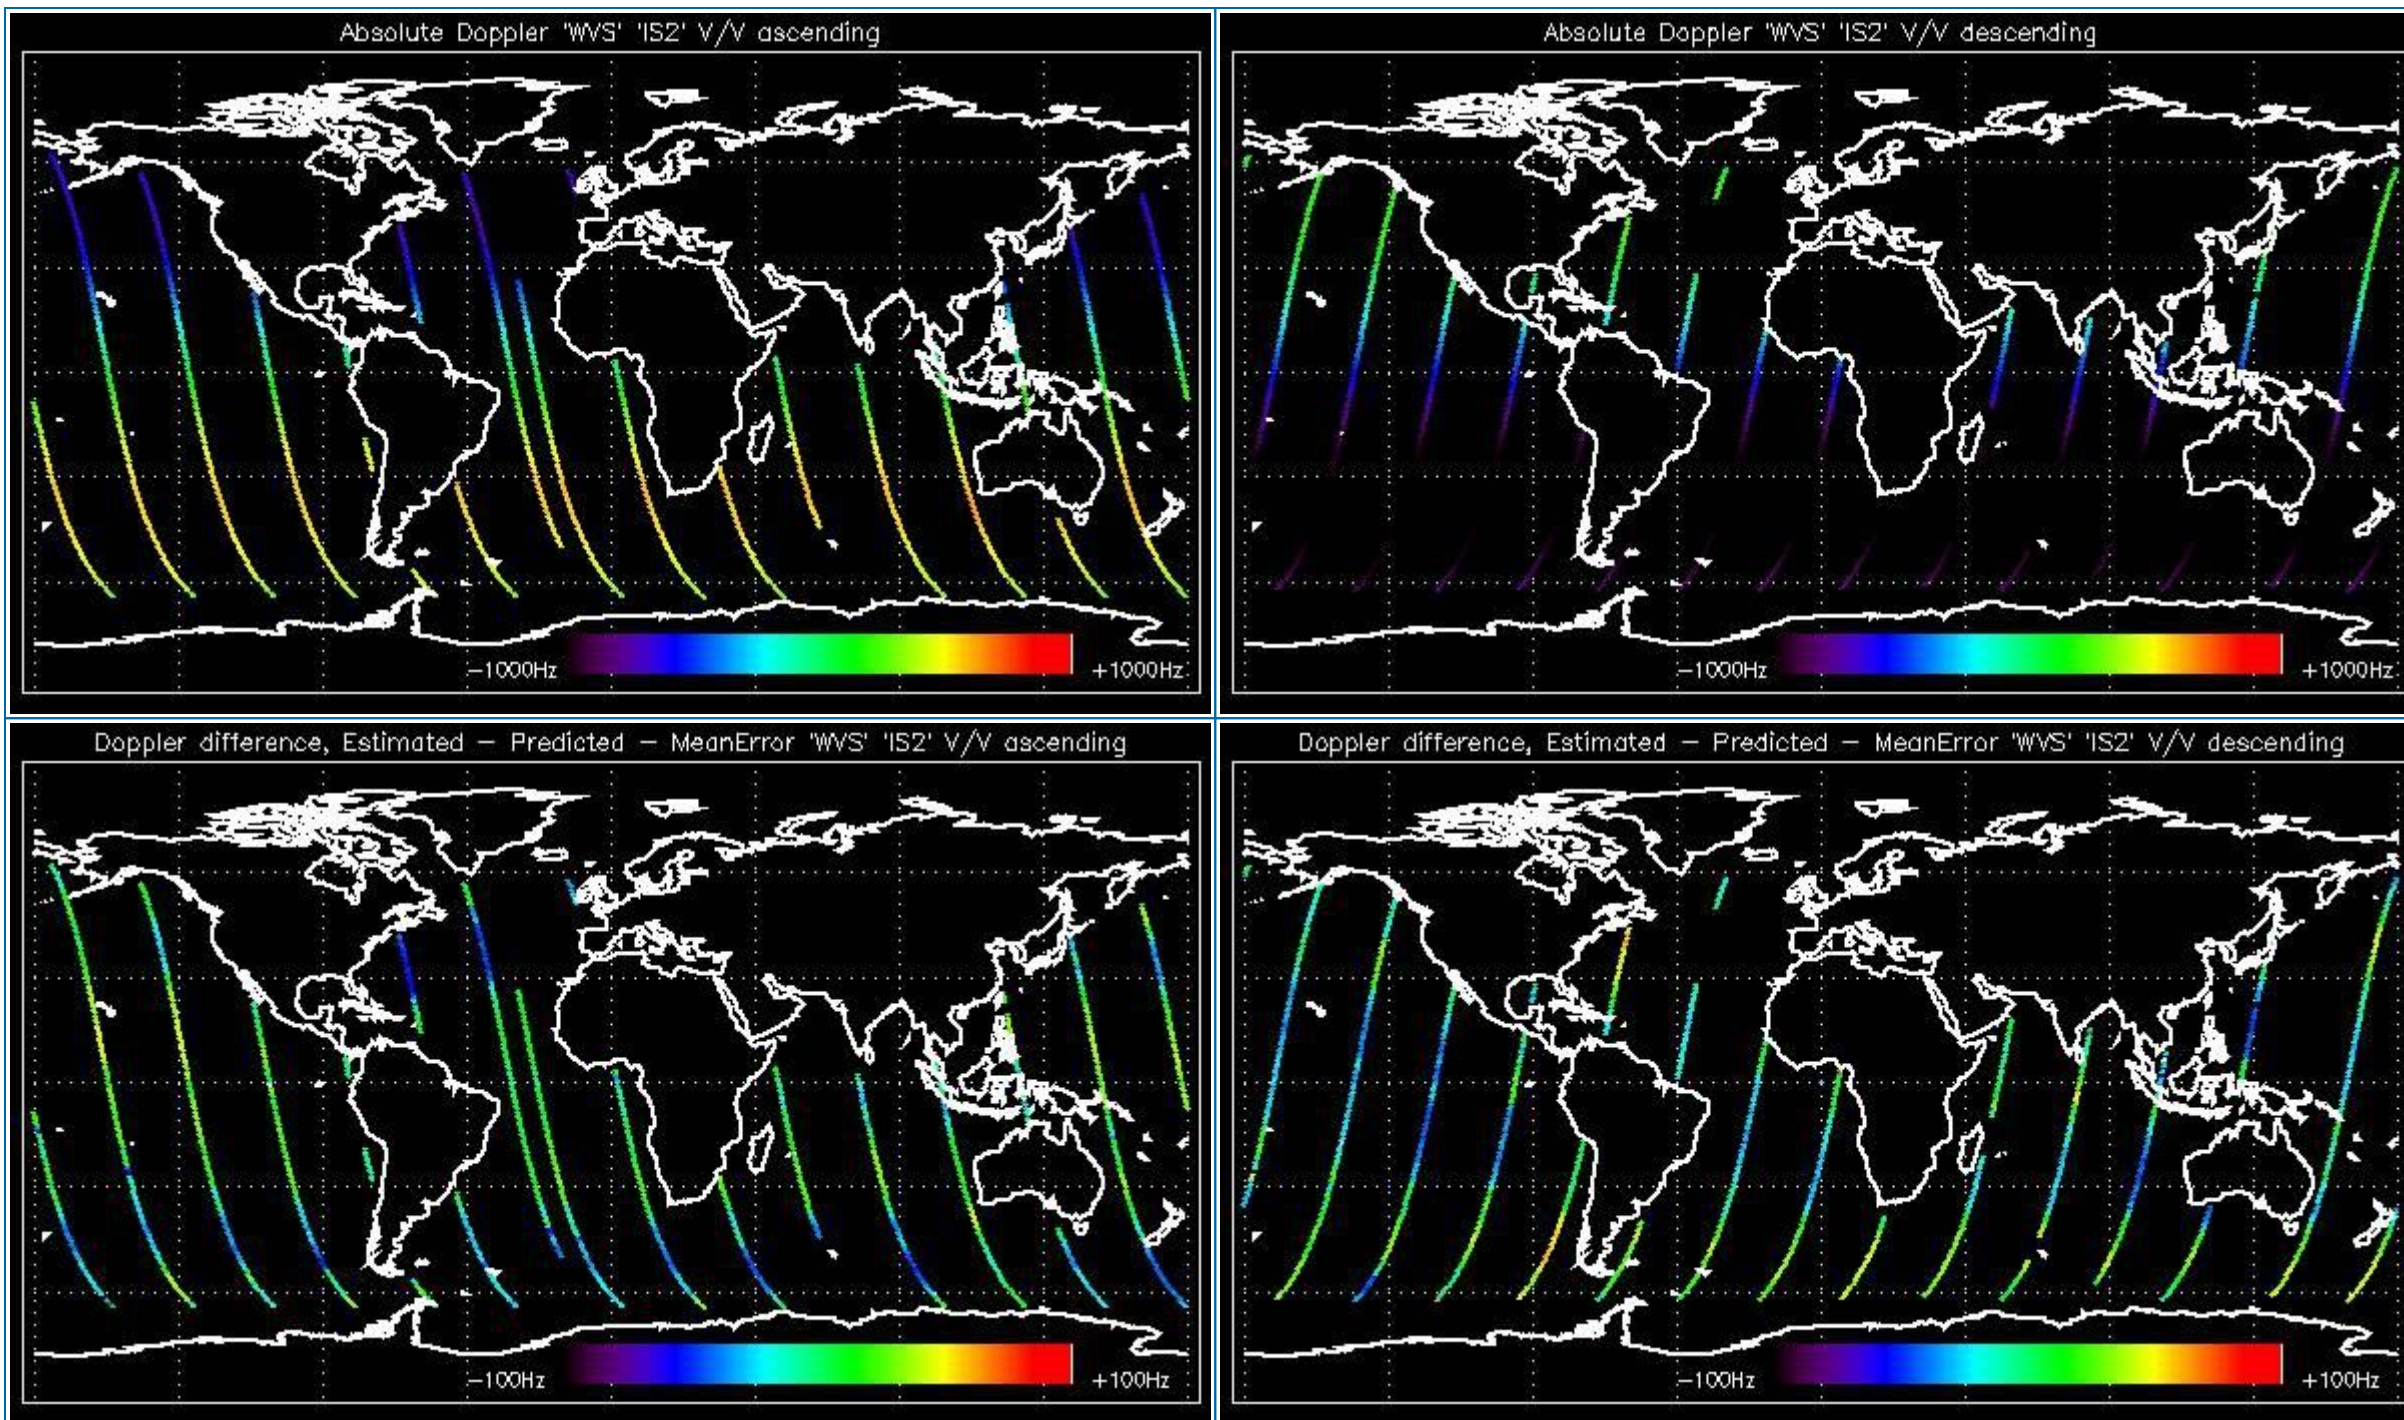 Absolute Doppler 'WVS' 'IS2' V/V ascending
−1000Hz
+1000Hz
Absolute Doppler 'WVS' 'IS2' V/V descending
−1000Hz
+1000Hz
Doppler difference, Estimated − Predicted − MeanError 'WVS' 'IS2' V/V ascending
−100Hz
+100Hz
Doppler difference, Estimated − Predicted − MeanError 'WVS' 'IS2' V/V descending
−100Hz
+100Hz